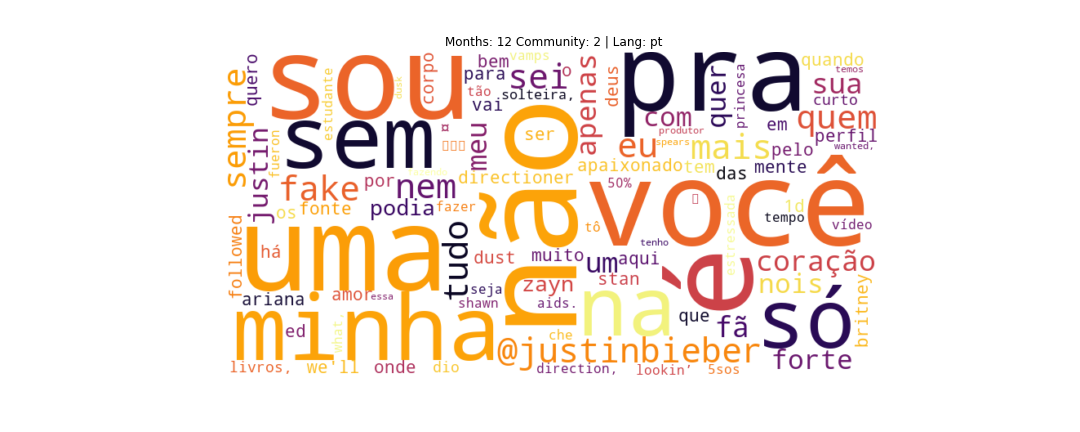 Months: 12 Community: 2 | Lang: pt
sempre
quero
sou
estudante
dusk
corpo
bem
vamps
para
sei
o
tão
vai
solteira,
apenas
deus
pra
quer
princesa
quando
temos
sua
curto
com
produtor
quem
em
perfil
eu
spears
mais
pelo
wanted,
justin
fueron
sem
meu
não
ser
apaixonado
tem
das
mente
fake
por
nem
directioner
50%
você
os
fonte
podia
fazer
1d
tempo
vídeo
followed
há
uma
tudo
tô
tenho
estressada
é
dust
muito
um
aqui
coração
ariana
amor
essa
seja
zayn
stan
nois
shawn
aids.
na
que
fã
só
britney
minha
ed
what,
che
@justinbieber
forte
livros,
we'll
onde
dio
direction,
lookin'
5sos